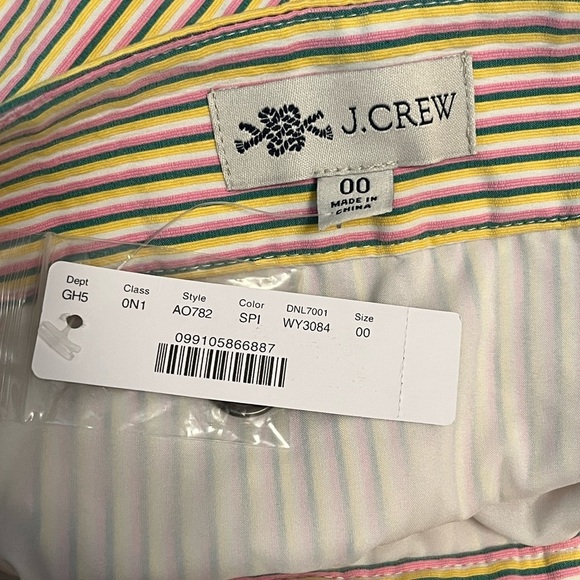 J.CREW
00
MADE IN
CHINA
Dept Class Style Color DNL7001 Size
GH5 0N1 AO782 SPI WY3084 00
099105866887